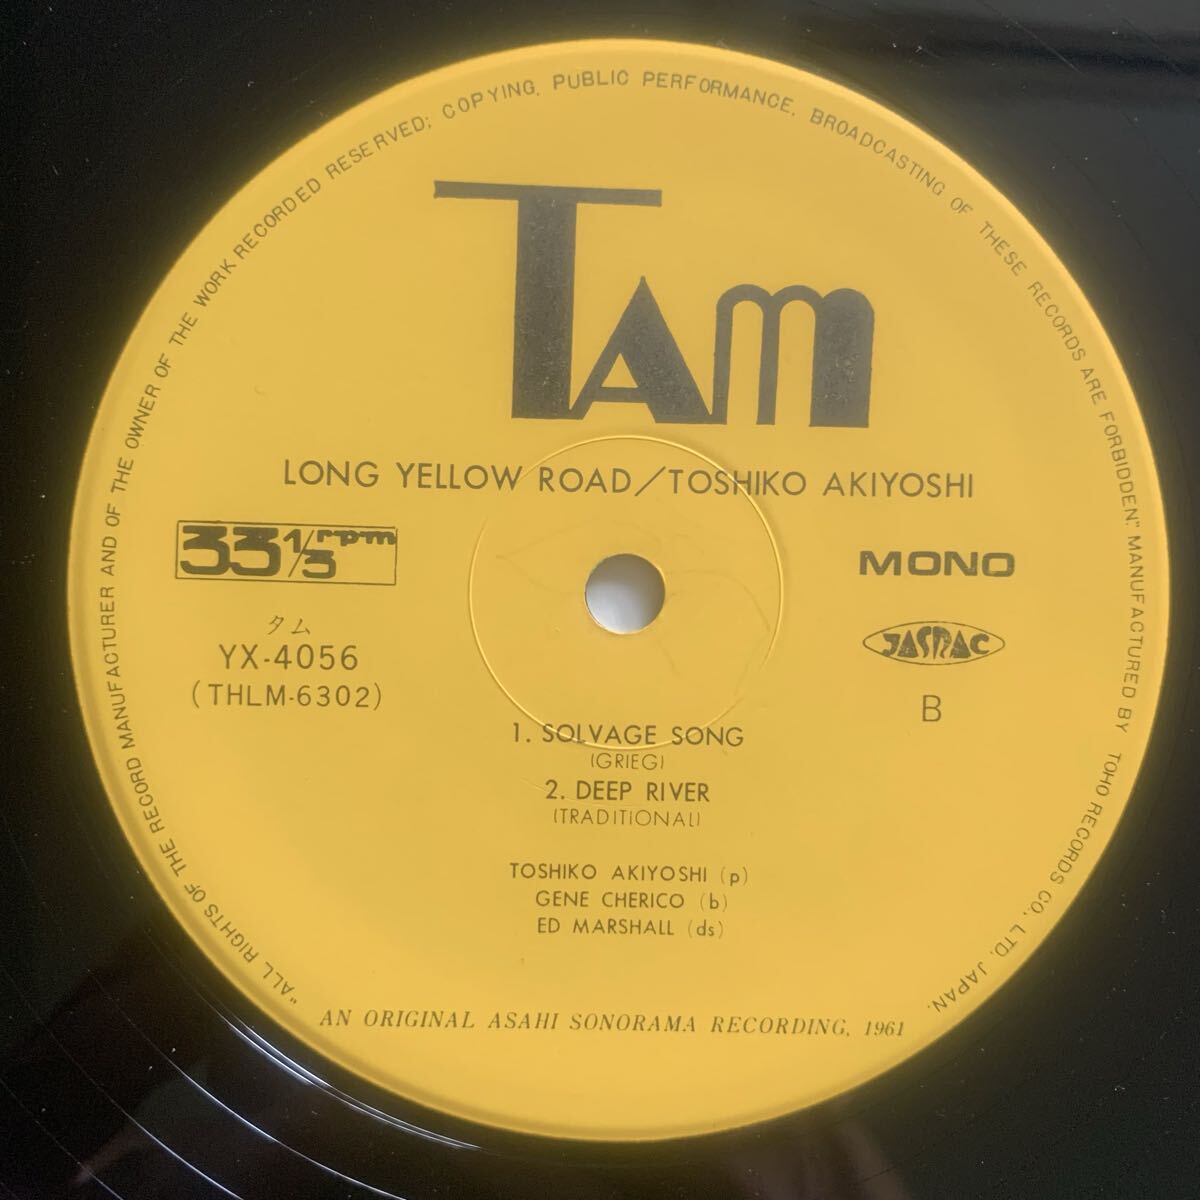 "ALL RIGHTS OF THE RECORD MANUFACTURER AND OF THE OWNER OF THE WORK RECORDED RESERVED; COPYING, PUBLIC PERFORMANCE, BROADCASTING OF THESE RECORDS ARE FORBIDDEN". MANUFACTURED BY TOHO RECORDS CO., LTD. JAPAN.
TAM
LONG YELLOW ROAD/TOSHIKO AKIYOSHI
33 1/3 rpm
MONO
タム
YX-4056
(THLM-6302)
JASRAC
B
1. SOLVAGE SONG
(GRIEG)
2. DEEP RIVER
(TRADITIONAL)
TOSHIKO AKIYOSHI (p)
GENE CHERICO (b)
ED MARSHALL (ds)
AN ORIGINAL ASAHI SONORAMA RECORDING, 1961